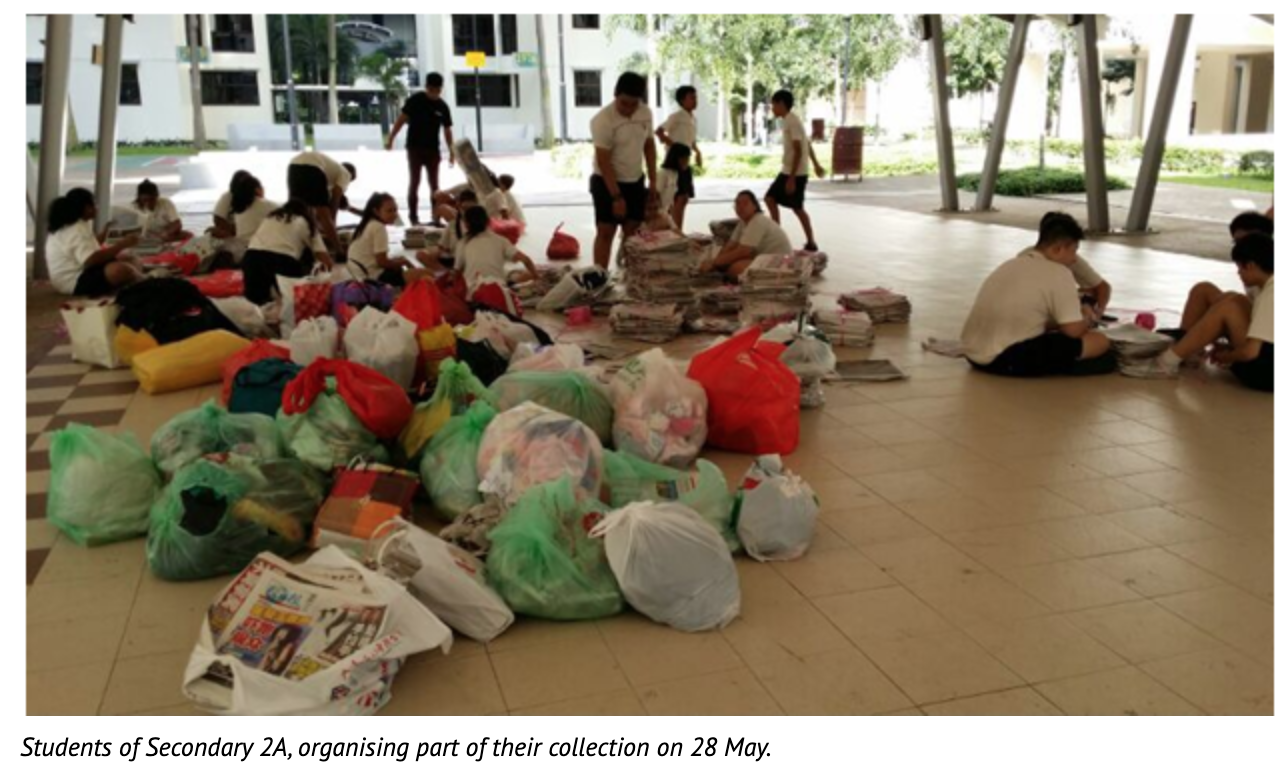 Students of Secondary 2A, organising part of their collection on 28 May.